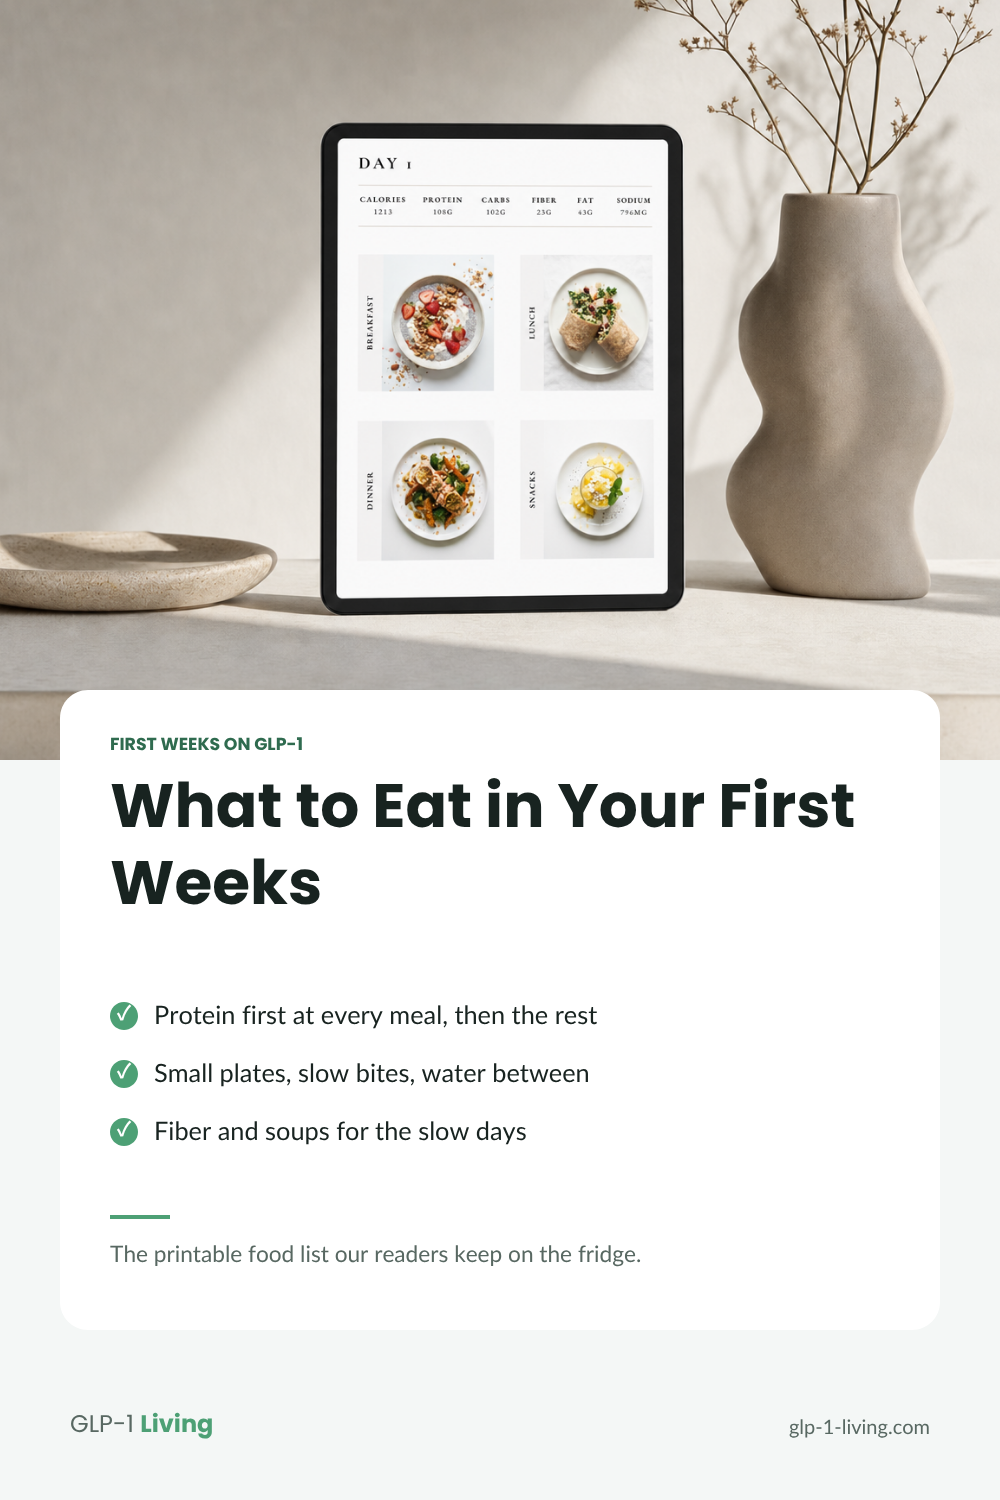 DAY 1
CALORIES PROTEIN CARBS FIBER FAT SODIUM
1213 108G 102G 25G 43G 796MG
BREAKFAST
LUNCH
DINNER
SNACKS
FIRST WEEKS ON GLP-1
What to Eat in Your First
Weeks
Protein first at every meal, then the rest
Small plates, slow bites, water between
Fiber and soups for the slow days
The printable food list our readers keep on the fridge.
GLP-1 Living
glp-1-living.com